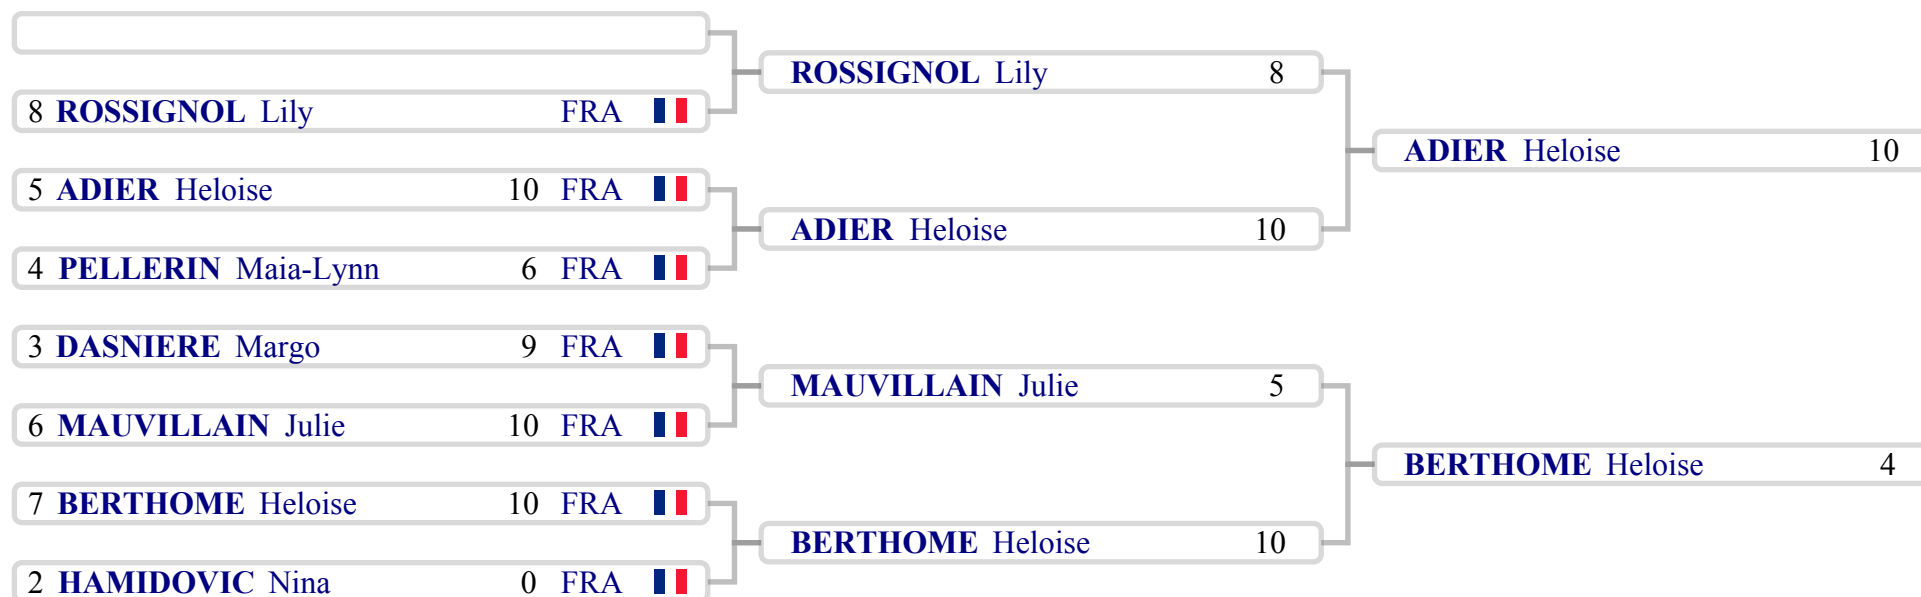 8 ROSSIGNOL Lily FRA
5 ADIER Heloise 10 FRA
4 PELLERIN Maia-Lynn 6 FRA
3 DASNIERE Margo 9 FRA
6 MAUVILLAIN Julie 10 FRA
7 BERTHOME Heloise 10 FRA
2 HAMIDOVIC Nina 0 FRA
ROSSIGNOL Lily 8
ADIER Heloise 10
MAUVILLAIN Julie 5
BERTHOME Heloise 10
ADIER Heloise 10
BERTHOME Heloise 4